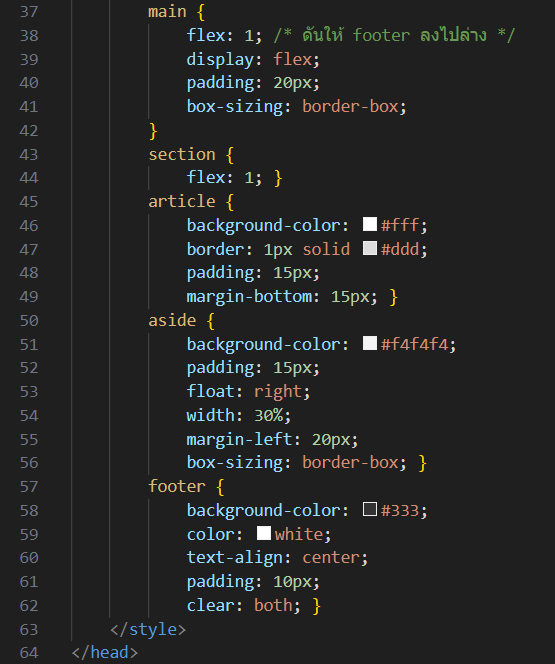 37 main {
38 flex: 1; /* ดันให้ footer ลงไปล่าง */
39 display: flex;
40 padding: 20px;
41 box-sizing: border-box;
42 }
43 section {
44 flex: 1; }
45 article {
46 background-color: #fff;
47 border: 1px solid #ddd;
48 padding: 15px;
49 margin-bottom: 15px; }
50 aside {
51 background-color: #f4f4f4;
52 padding: 15px;
53 float: right;
54 width: 30%;
55 margin-left: 20px;
56 box-sizing: border-box; }
57 footer {
58 background-color: #333;
59 color: white;
60 text-align: center;
61 padding: 10px;
62 clear: both; }
63 </style>
64 </head>